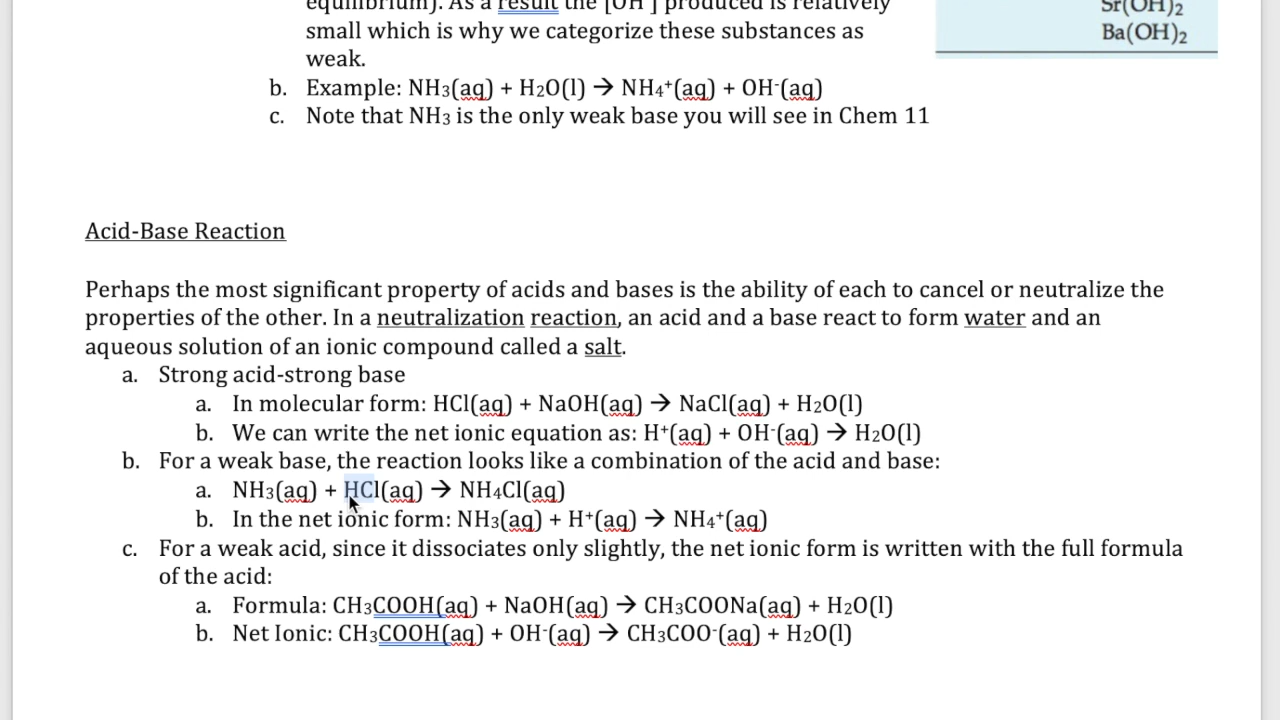 equilibrium). As a result the [OH⁻] produced is relatively
small which is why we categorize these substances as
weak.
Sr(OH)₂
Ba(OH)₂
b. Example: NH₃(aq) + H₂O(l) → NH₄⁺(aq) + OH⁻(aq)
c. Note that NH₃ is the only weak base you will see in Chem 11
Acid-Base Reaction
Perhaps the most significant property of acids and bases is the ability of each to cancel or neutralize the
properties of the other. In a neutralization reaction, an acid and a base react to form water and an
aqueous solution of an ionic compound called a salt.
a. Strong acid-strong base
a. In molecular form: HCl(aq) + NaOH(aq) → NaCl(aq) + H₂O(l)
b. We can write the net ionic equation as: H⁺(aq) + OH⁻(aq) → H₂O(l)
b. For a weak base, the reaction looks like a combination of the acid and base:
a. NH₃(aq) + HCl(aq) → NH₄Cl(aq)
b. In the net ionic form: NH₃(aq) + H⁺(aq) → NH₄⁺(aq)
c. For a weak acid, since it dissociates only slightly, the net ionic form is written with the full formula
of the acid:
a. Formula: CH₃COOH(aq) + NaOH(aq) → CH₃COONa(aq) + H₂O(l)
b. Net Ionic: CH₃COOH(aq) + OH⁻(aq) → CH₃COO⁻(aq) + H₂O(l)